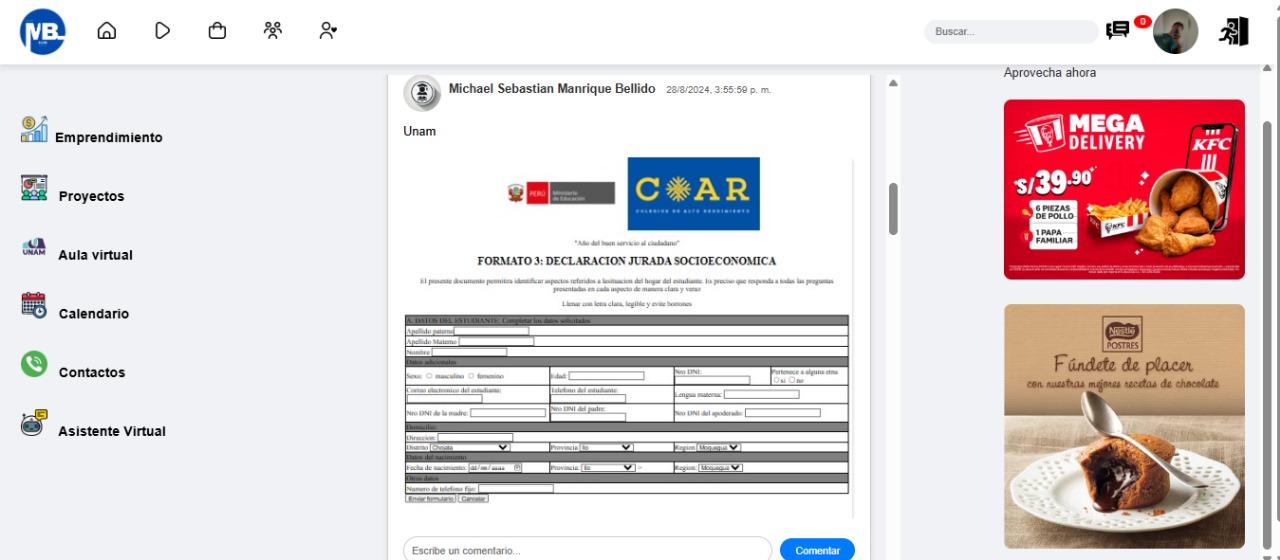 MB
Buscar...
0
Emprendimiento
Proyectos
UNAM
Aula virtual
Calendario
Contactos
Asistente Virtual
Michael Sebastian Manrique Bellido 28/8/2024, 3:55:59 p. m.
Unam
PERÚ Ministerio de Educación
COAR
COLEGIOS DE ALTO RENDIMIENTO
"Año del buen servicio al ciudadano"
FORMATO 3: DECLARACION JURADA SOCIOECONOMICA
El presente documento permitira identificar aspectos referidos a lasituacion del hogar del estudiante. Es preciso que responda a todas las preguntas
presentadas en cada aspecto de manera clara y veraz
Llenar con letra clara, legible y evite borrones
A. DATOS DEL ESTUDIANTE: Completar los datos solicitados
Apellido paterno
Apellido Materno
Nombre
Datos adicionales
Sexo: masculino femenino Edad: Nro DNI: Pertenece a alguna etnia
si no
Correo electronico del estudiante: Telefono del estudiante: Lengua materna:
Nro DNI de la madre: Nro DNI del padre: Nro DNI del apoderado:
Domicilio:
Direccion:
Distrito Chojata Provincia Ilo Region Moquegua
Datos del nacimiento
Fecha de nacimiento: dd/mm/aaaa Provincia: Ilo > Region: Moquegua
Otros datos
Numero de telefono fijo:
Enviar formulario Cancelar
Escribe un comentario...
Comentar
Aprovecha ahora
MEGA
DELIVERY
KFC
S/39.90
6 PIEZAS
DE POLLO
1 PAPA
FAMILIAR
Nestlé
POSTRES
Fúndete de placer
con nuestras mejores recetas de chocolate